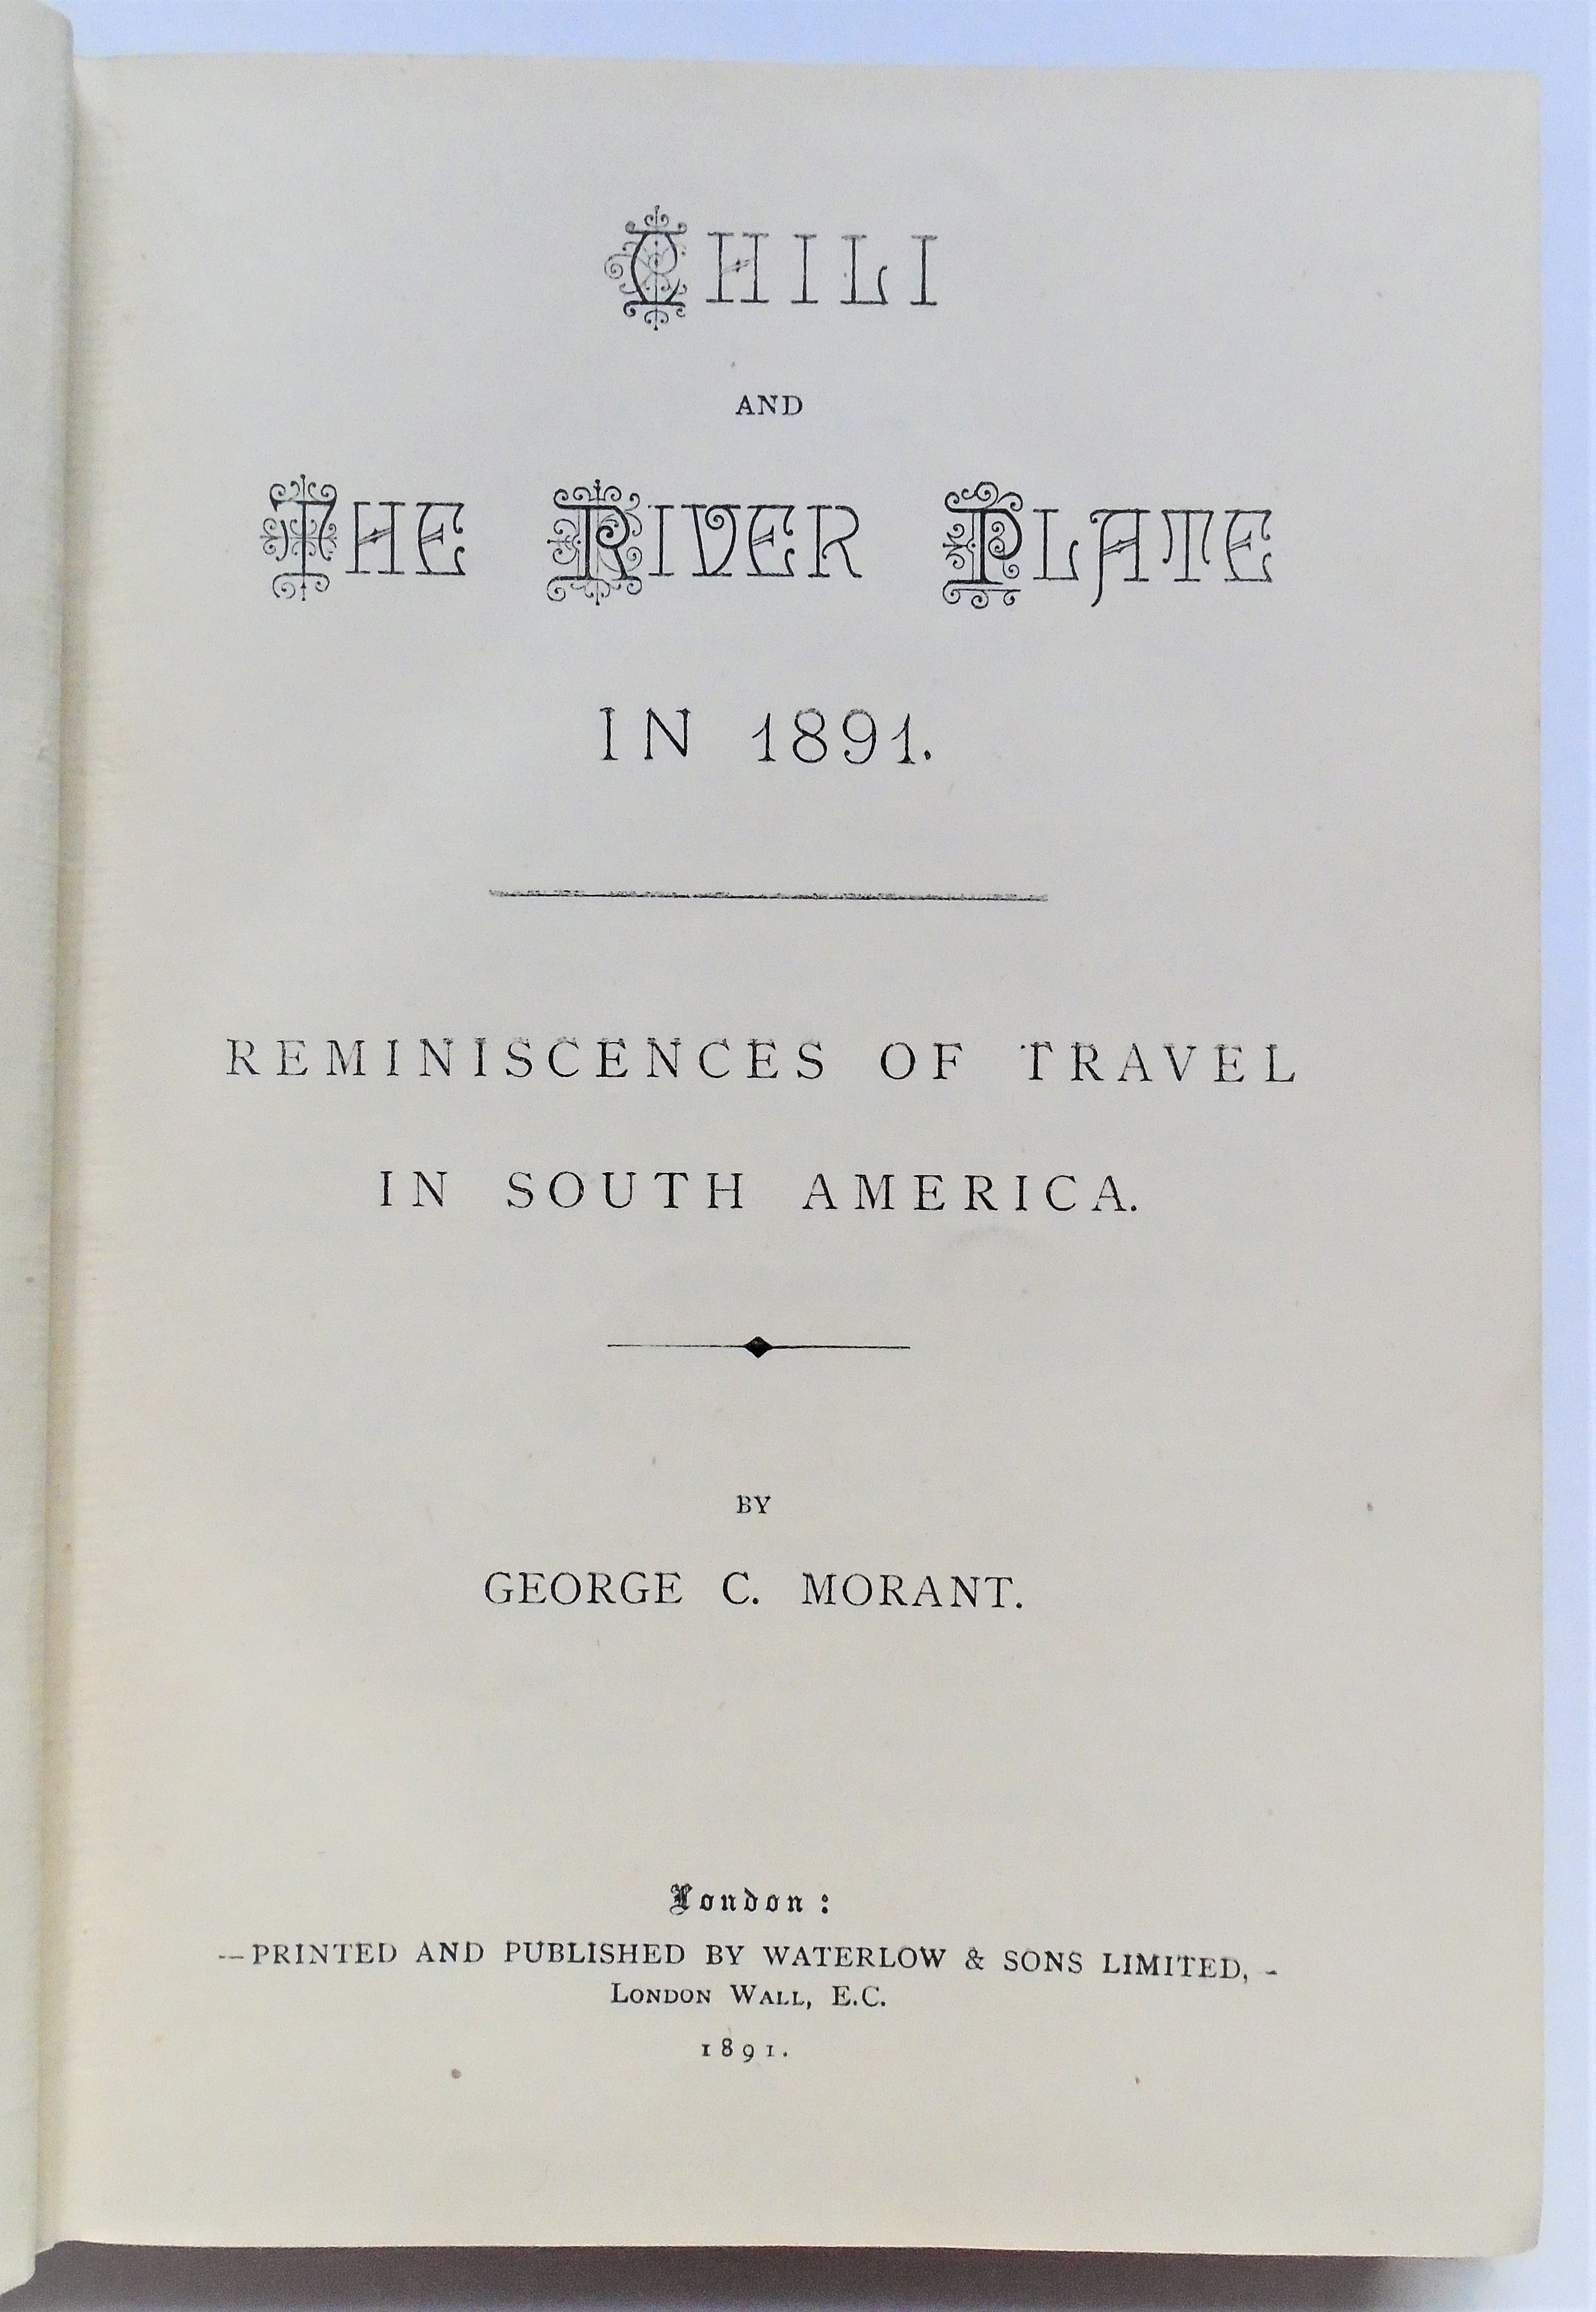 CHILI
AND
THE RIVER PLATE
IN 1891.
REMINISCENCES OF TRAVEL
IN SOUTH AMERICA.
BY
GEORGE C. MORANT.
London:
—PRINTED AND PUBLISHED BY WATERLOW & SONS LIMITED, -
LONDON WALL, E.C.
1891.